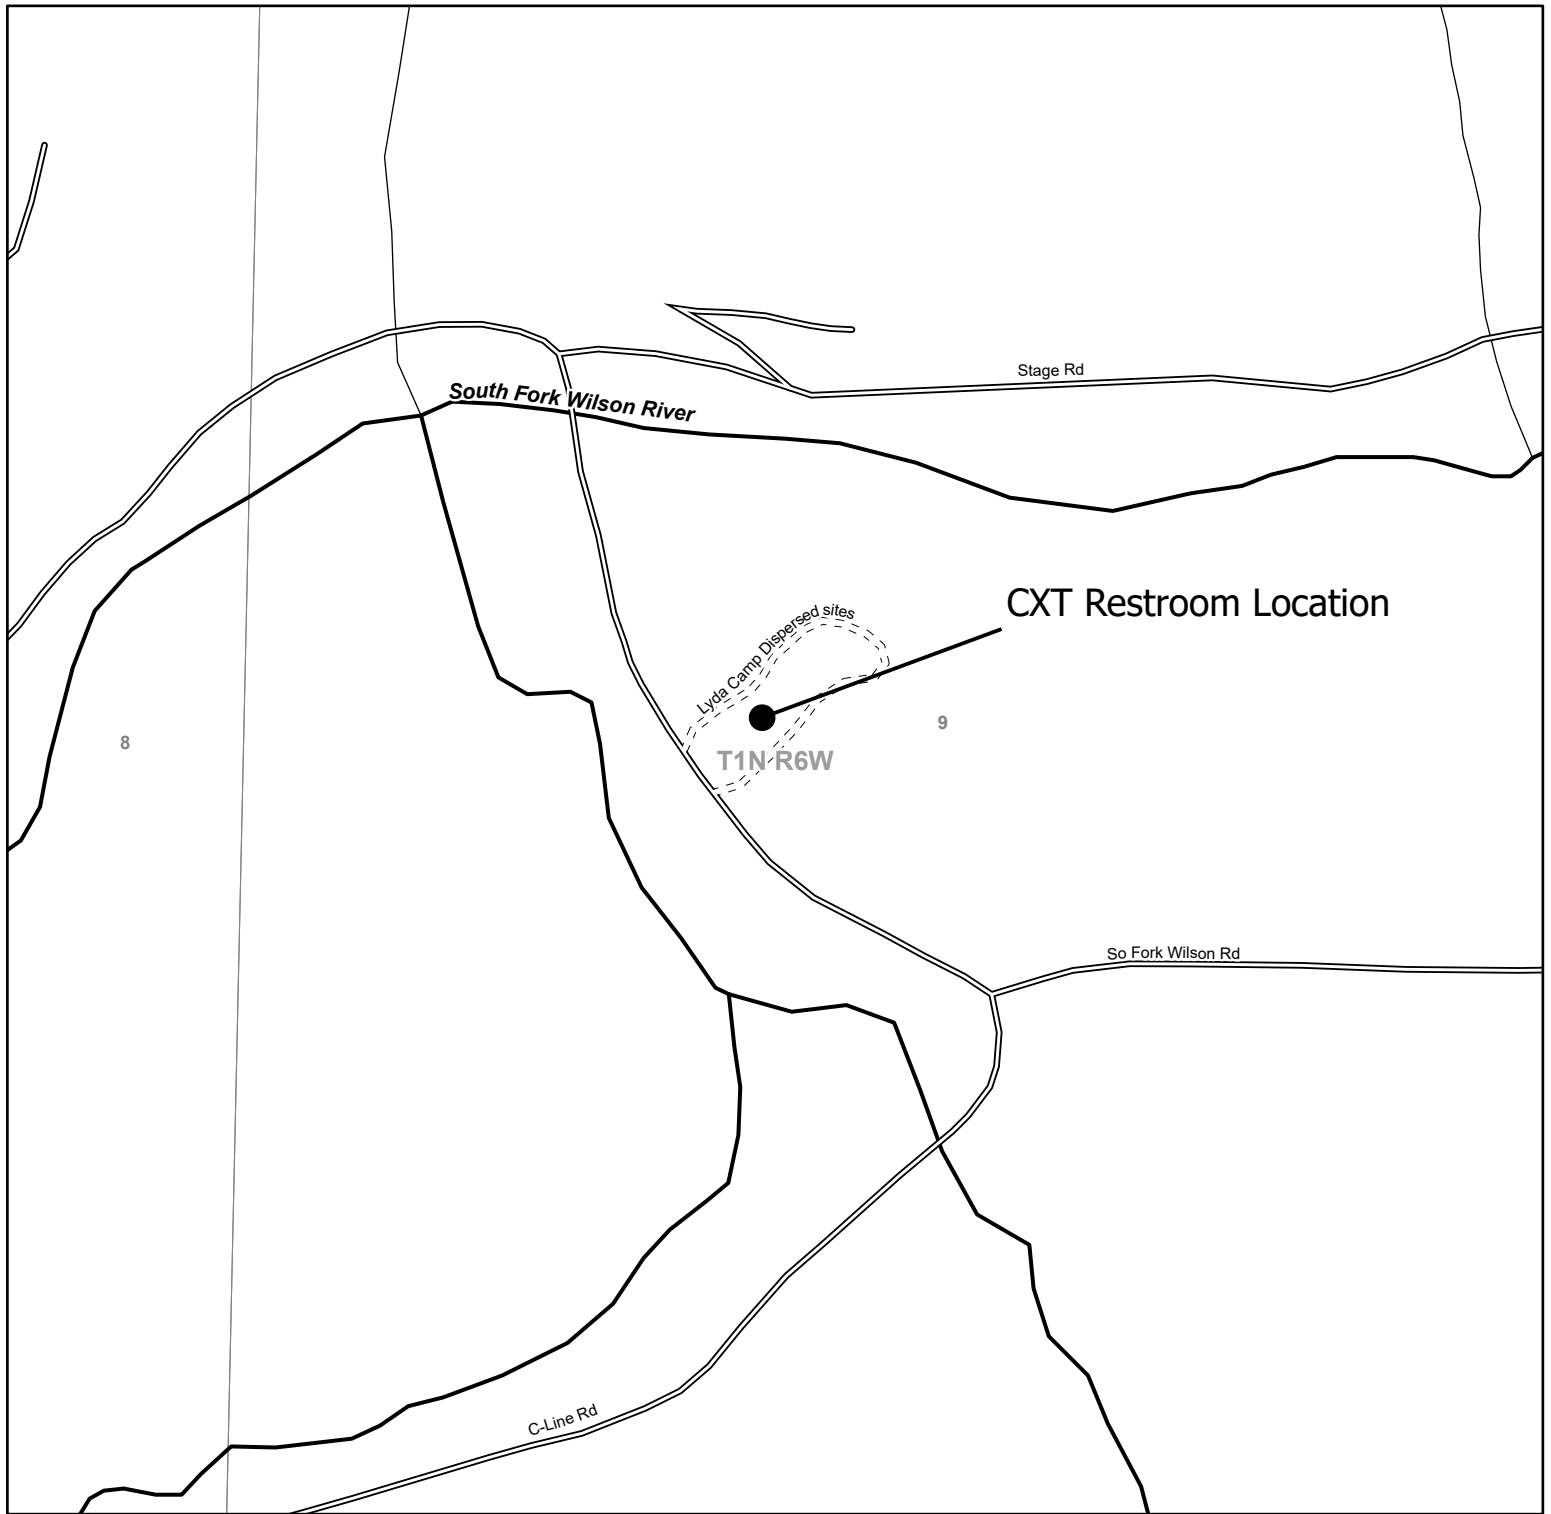 Stage Rd
South Fork Wilson River
CXT Restroom Location
Lyda Camp Dispersed sites
9
8
T1N R6W
So Fork Wilson Rd
C-Line Rd